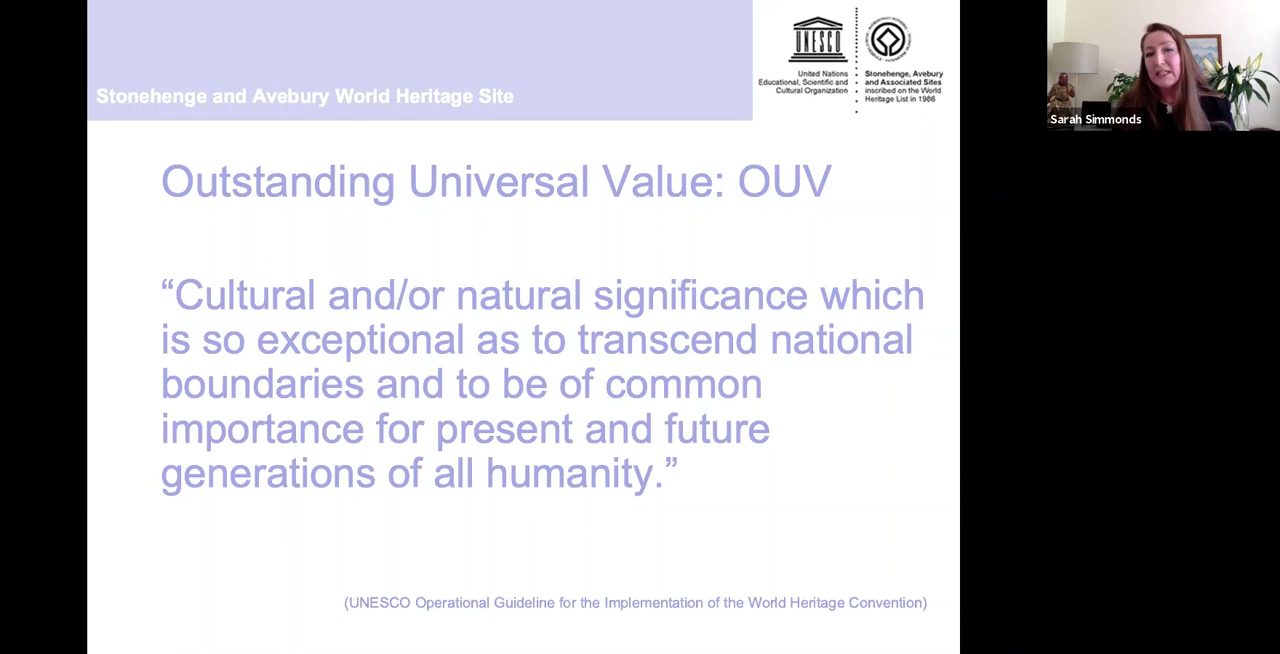 Stonehenge and Avebury World Heritage Site
UNESCO
United Nations
Educational, Scientific and
Cultural Organization
Stonehenge, Avebury
and Associated Sites
inscribed on the World
Heritage List in 1986
Sarah Simmonds
Outstanding Universal Value: OUV
“Cultural and/or natural significance which
is so exceptional as to transcend national
boundaries and to be of common
importance for present and future
generations of all humanity.”
(UNESCO Operational Guideline for the Implementation of the World Heritage Convention)